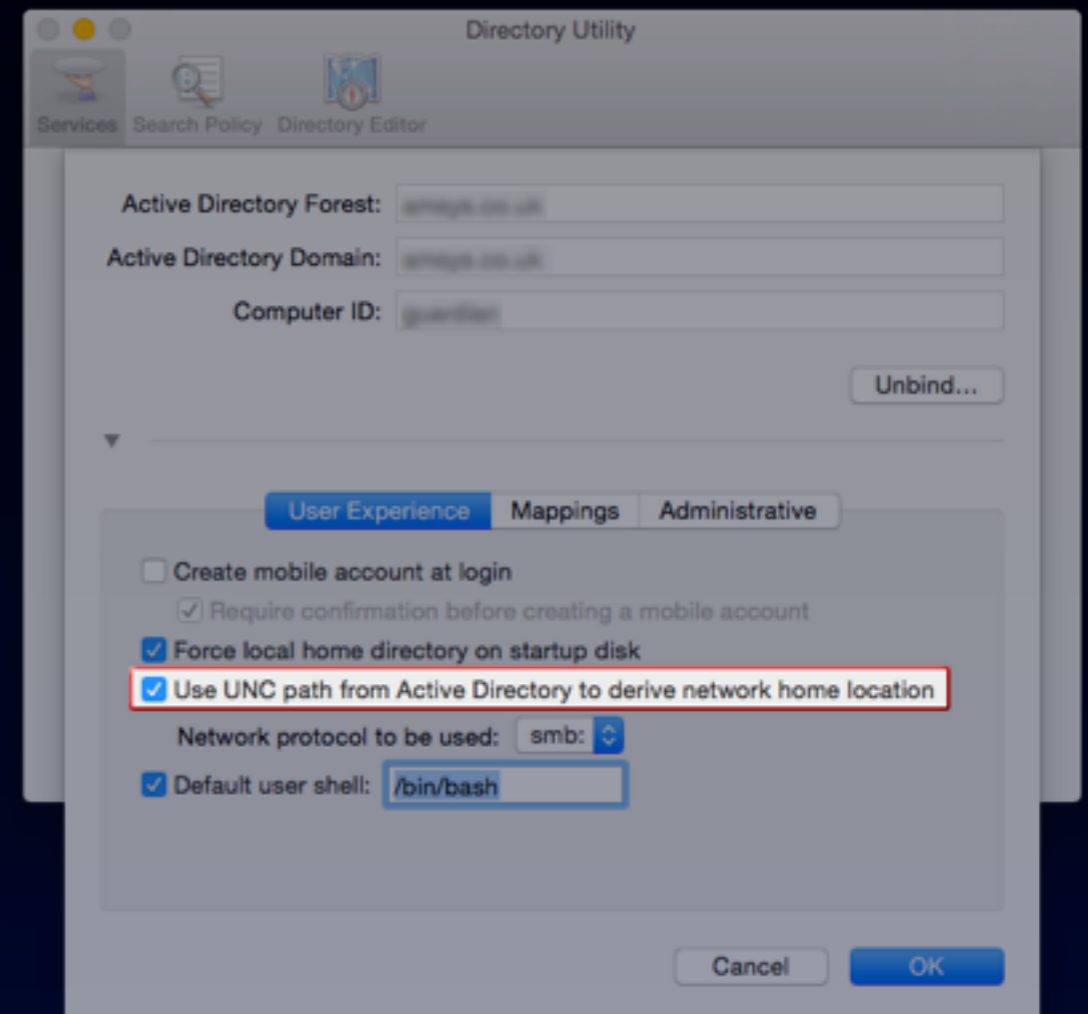 Directory Utility
Services Search Policy Directory Editor
Active Directory Forest:
Active Directory Domain:
Computer ID:
Unbind...
User Experience Mappings Administrative
Create mobile account at login
Require confirmation before creating a mobile account
Force local home directory on startup disk
Use UNC path from Active Directory to derive network home location
Network protocol to be used: smb:
Default user shell: /bin/bash
Cancel OK